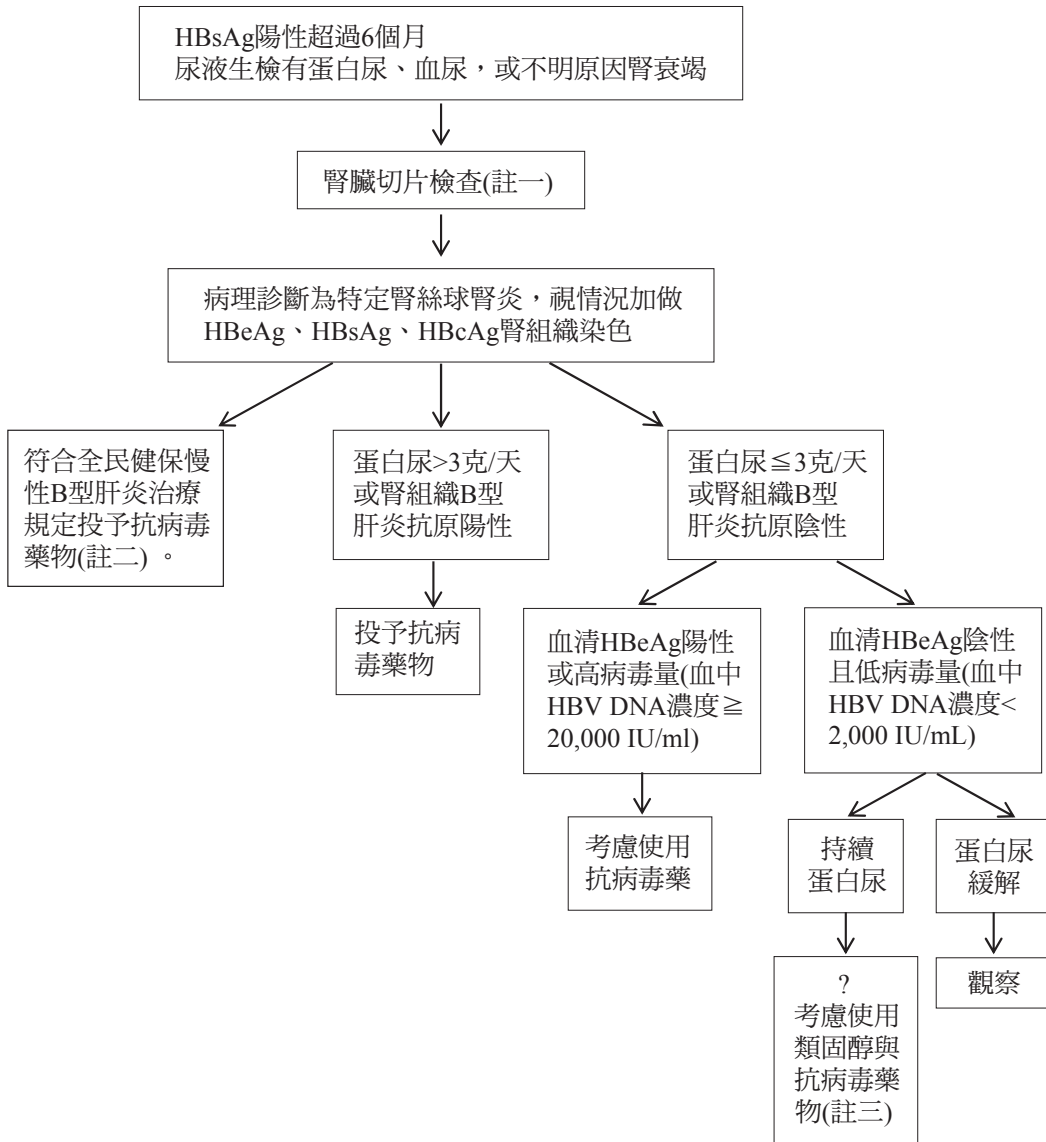 HBsAg陽性超過6個月
尿液生檢有蛋白尿、血尿，或不明原因腎衰竭
腎臟切片檢查(註一)
病理診斷為特定腎絲球腎炎，視情況加做
HBeAg、HBsAg、HBcAg腎組織染色
符合全民健保慢
性B型肝炎治療
規定投予抗病毒
藥物(註二) 。
蛋白尿>3克/天
或腎組織B型
肝炎抗原陽性
蛋白尿≦3克/天
或腎組織B型
肝炎抗原陰性
投予抗病
毒藥物
血清HBeAg陽性
或高病毒量(血中
HBV DNA濃度≧
20,000 IU/ml)
血清HBeAg陰性
且低病毒量(血中
HBV DNA濃度<
2,000 IU/mL)
考慮使用
抗病毒藥
持續
蛋白尿
蛋白尿
緩解
?
考慮使用
類固醇與
抗病毒藥
物(註三)
觀察